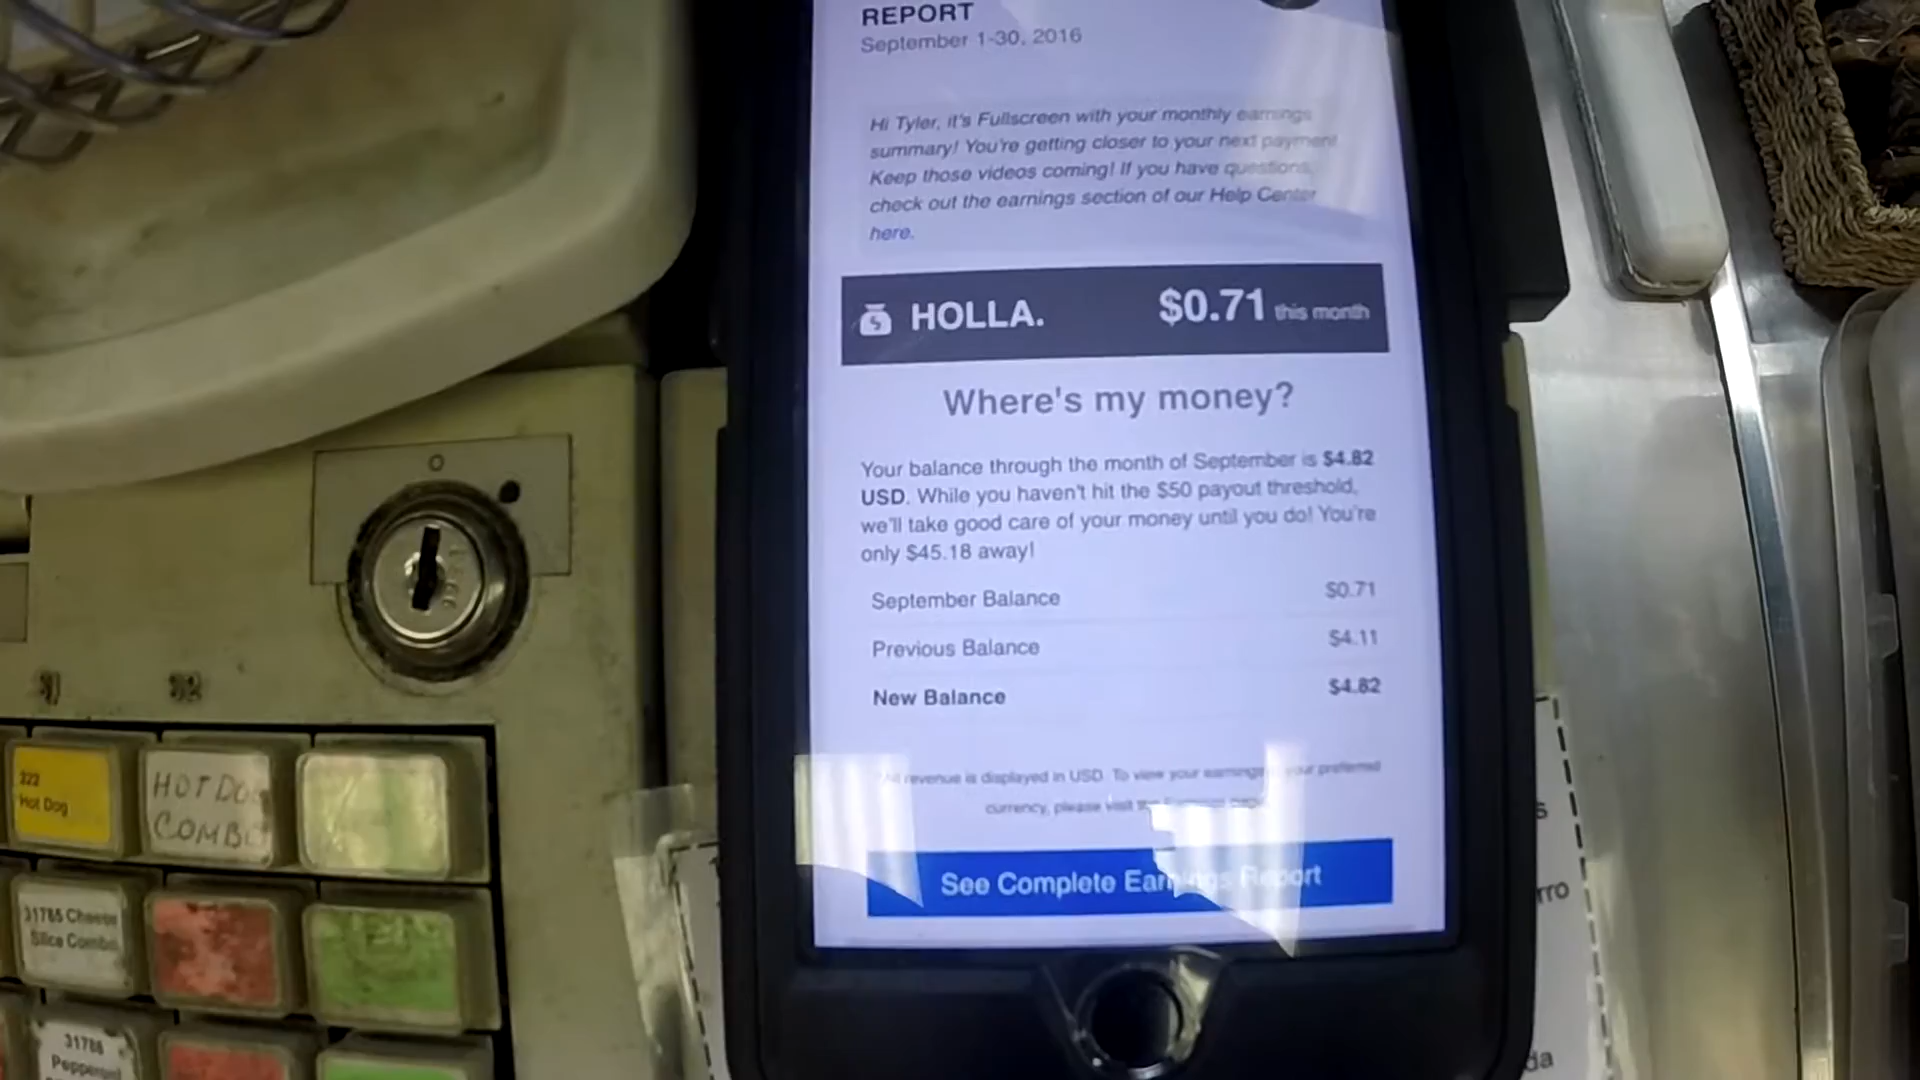 REPORT
September 1-30, 2016
Hi Tyler, it's Fullscreen with your monthly earnings
summary! You're getting closer to your next payment
Keep those videos coming! If you have questions,
check out the earnings section of our Help Center
here.
HOLLA. $0.71 this month
Where's my money?
Your balance through the month of September is $4.82
USD. While you haven't hit the $50 payout threshold,
we'll take good care of your money until you do! You're
only $45.18 away!
September Balance $0.71
Previous Balance $4.11
New Balance $4.82
revenue is displayed in USD. To view your earnings your preferred
currency, please visit
See Complete Earnings Report
O
322
Hot Dog
HOT DOG
COMBO
31785 Cheese
Slice Combo
31786
Pepperoni
rro
da